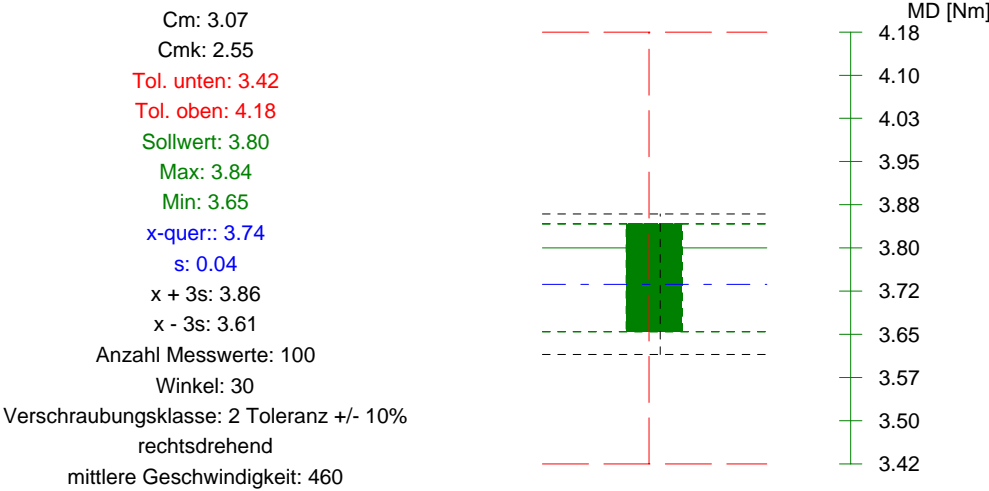 Cm: 3.07
Cmk: 2.55
Tol. unten: 3.42
Tol. oben: 4.18
Sollwert: 3.80
Max: 3.84
Min: 3.65
x-quer:: 3.74
s: 0.04
x + 3s: 3.86
x - 3s: 3.61
Anzahl Messwerte: 100
Winkel: 30
Verschraubungsklasse: 2 Toleranz +/- 10%
rechtsdrehend
mittlere Geschwindigkeit: 460
MD [Nm]
4.18
4.10
4.03
3.95
3.88
3.80
3.72
3.65
3.57
3.50
3.42